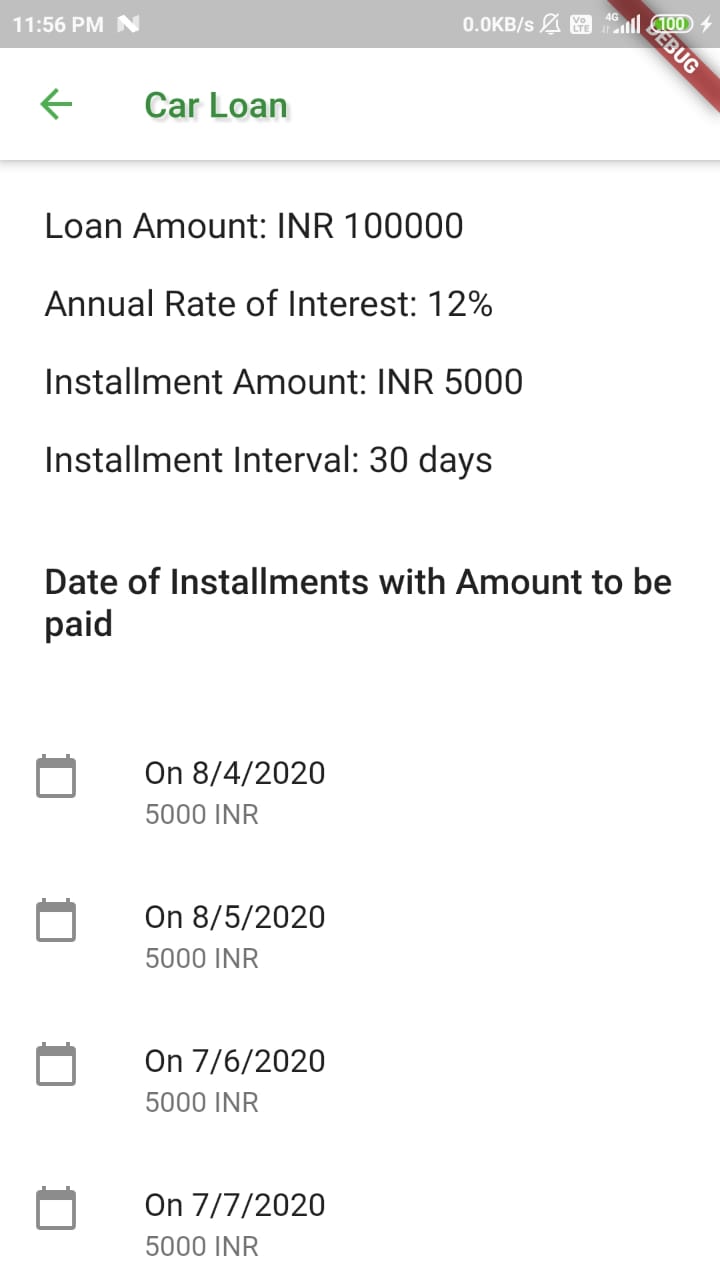 11:56 PM N 0.0KB/s Vo LTE 4G 100
DEBUG
Car Loan
Loan Amount: INR 100000
Annual Rate of Interest: 12%
Installment Amount: INR 5000
Installment Interval: 30 days
Date of Installments with Amount to be
paid
On 8/4/2020
5000 INR
On 8/5/2020
5000 INR
On 7/6/2020
5000 INR
On 7/7/2020
5000 INR